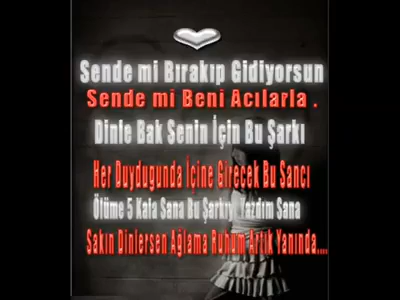 Sende mi Bırakıp Gidiyorsun
Sende mi Beni Acılarla .
Dinle Bak Senin İçin Bu Şarkı
Her Duydugunda İçine Girecek Bu Sancı
Ölüme 5 Kala Sana Bu Şarkıyı Yazdım Sana
Sakın Dinlersen Ağlama Ruhum Artık Yanında....